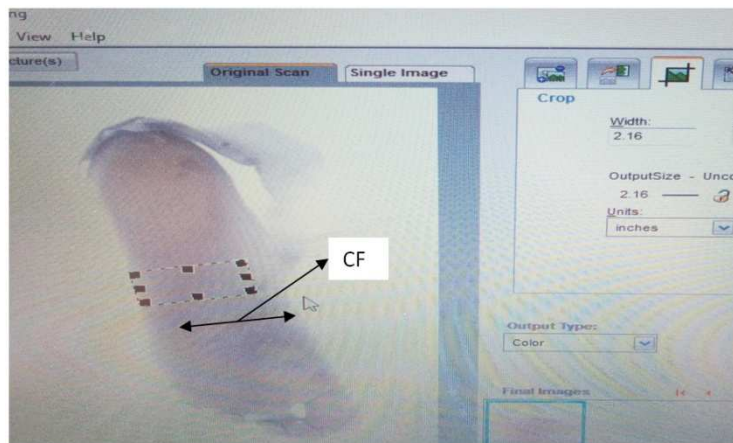 ng
View Help
cture(s)
Original Scan
Single Image
Crop
Width:
2.16
OutputSize - Unco
2.16
Units:
inches
CF
Output Type:
Color
Final Images